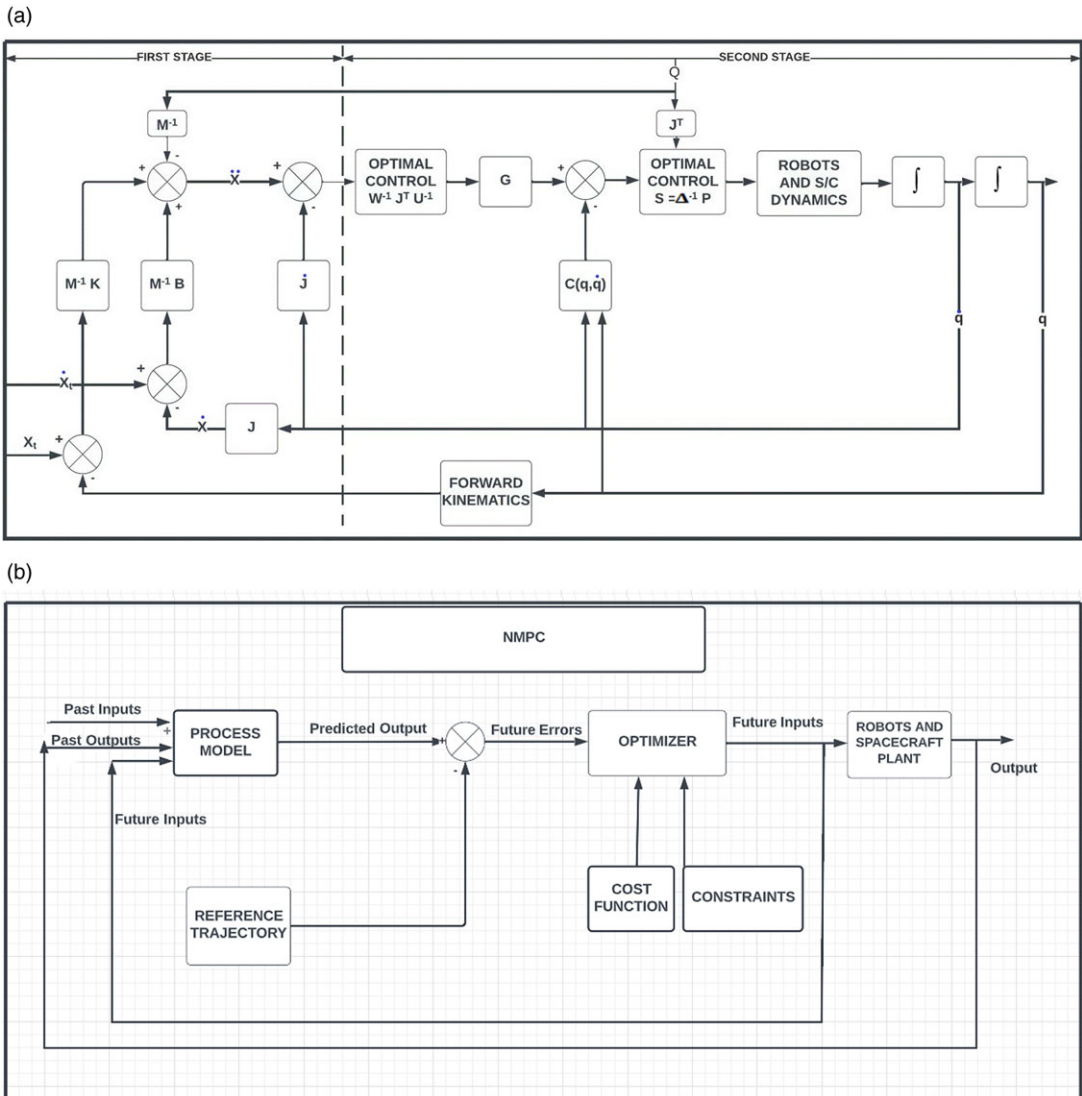 (a)
FIRST STAGE
SECOND STAGE
Q
M⁻¹
Jᵀ
+
-
+
Ẍ
+
-
OPTIMAL
CONTROL
W⁻¹ Jᵀ U⁻¹
G
+
-
OPTIMAL
CONTROL
S =Δ⁻¹ P
ROBOTS
AND S/C
DYNAMICS
∫
∫
M⁻¹ K
M⁻¹ B
J̇
C(q,q̇)
q̇
q
Ẋₜ
+
-
Ẋ
J
Xₜ
+
-
FORWARD
KINEMATICS
(b)
NMPC
Past Inputs
+
Past Outputs
PROCESS
MODEL
Predicted Output
+
-
Future Errors
OPTIMIZER
Future Inputs
ROBOTS AND
SPACECRAFT
PLANT
Output
Future Inputs
COST
FUNCTION
CONSTRAINTS
REFERENCE
TRAJECTORY